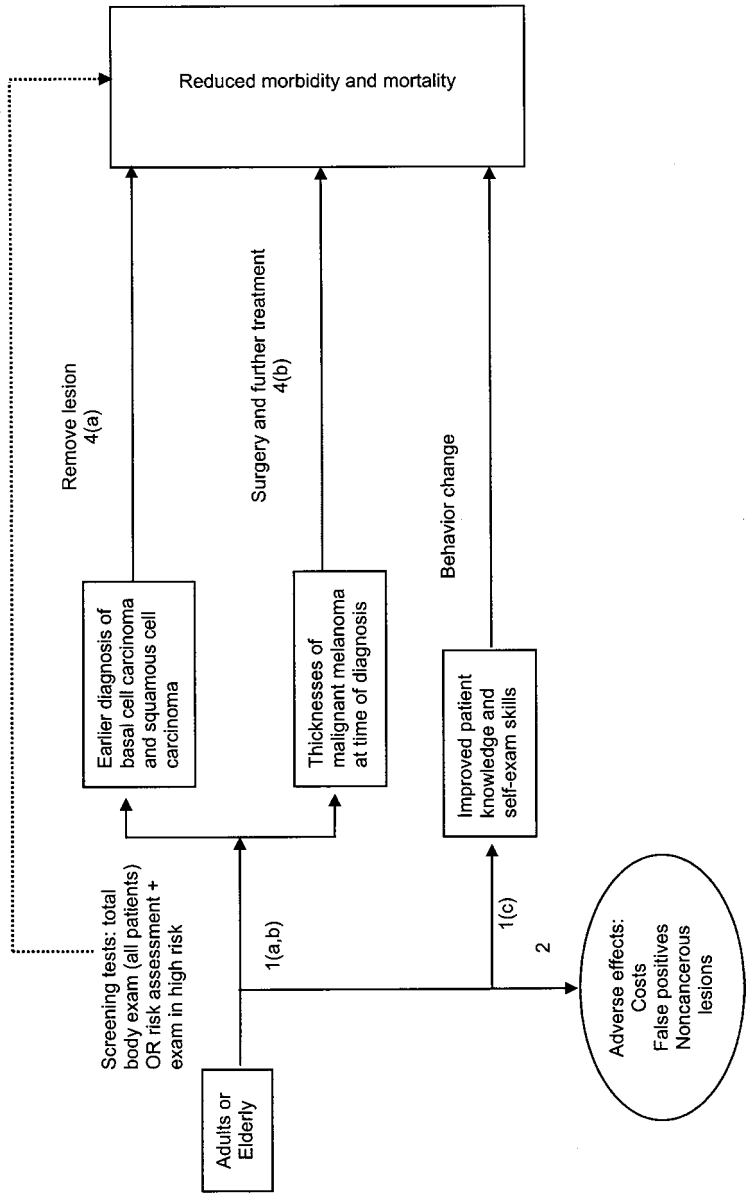 Adults or
Elderly
Screening tests: total
body exam (all patients)
OR risk assessment +
exam in high risk
1(a,b)
1(c)
2
Adverse effects:
Costs
False positives
Noncancerous
lesions
Earlier diagnosis of
basal cell carcinoma
and squamous cell
carcinoma
Thicknesses of
malignant melanoma
at time of diagnosis
Improved patient
knowledge and
self-exam skills
Remove lesion
4(a)
Surgery and further treatment
4(b)
Behavior change
Reduced morbidity and mortality